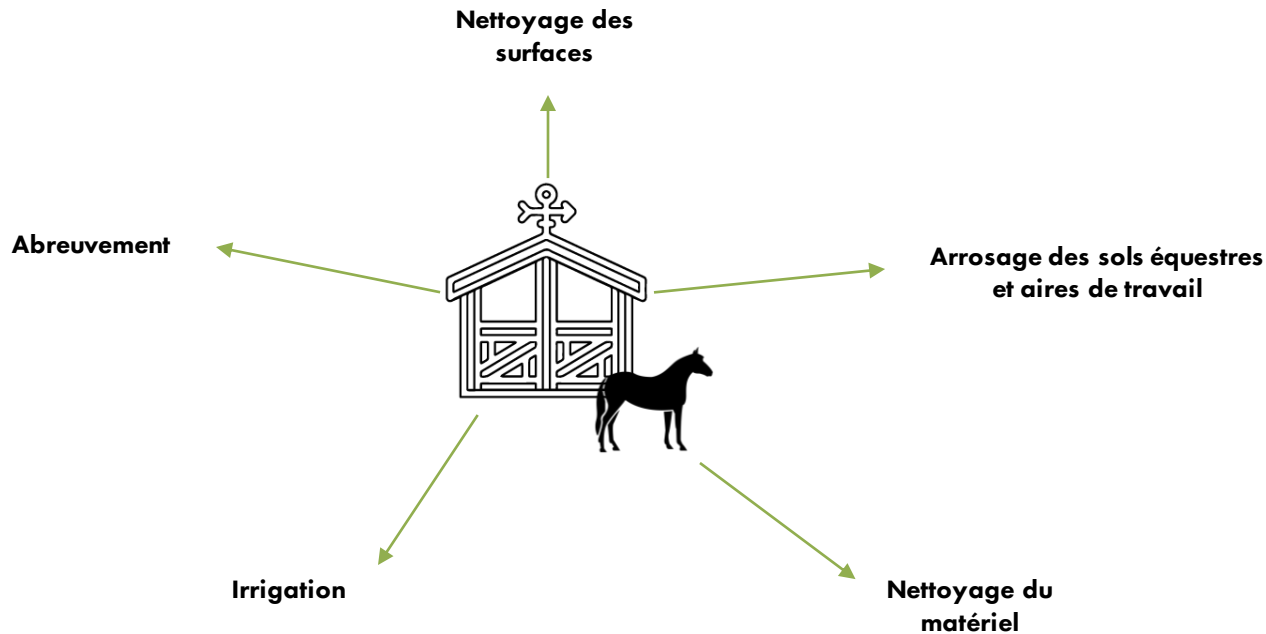 Nettoyage des
surfaces
Abreuvement
Arrosage des sols équestres
et aires de travail
Irrigation
Nettoyage du
matériel